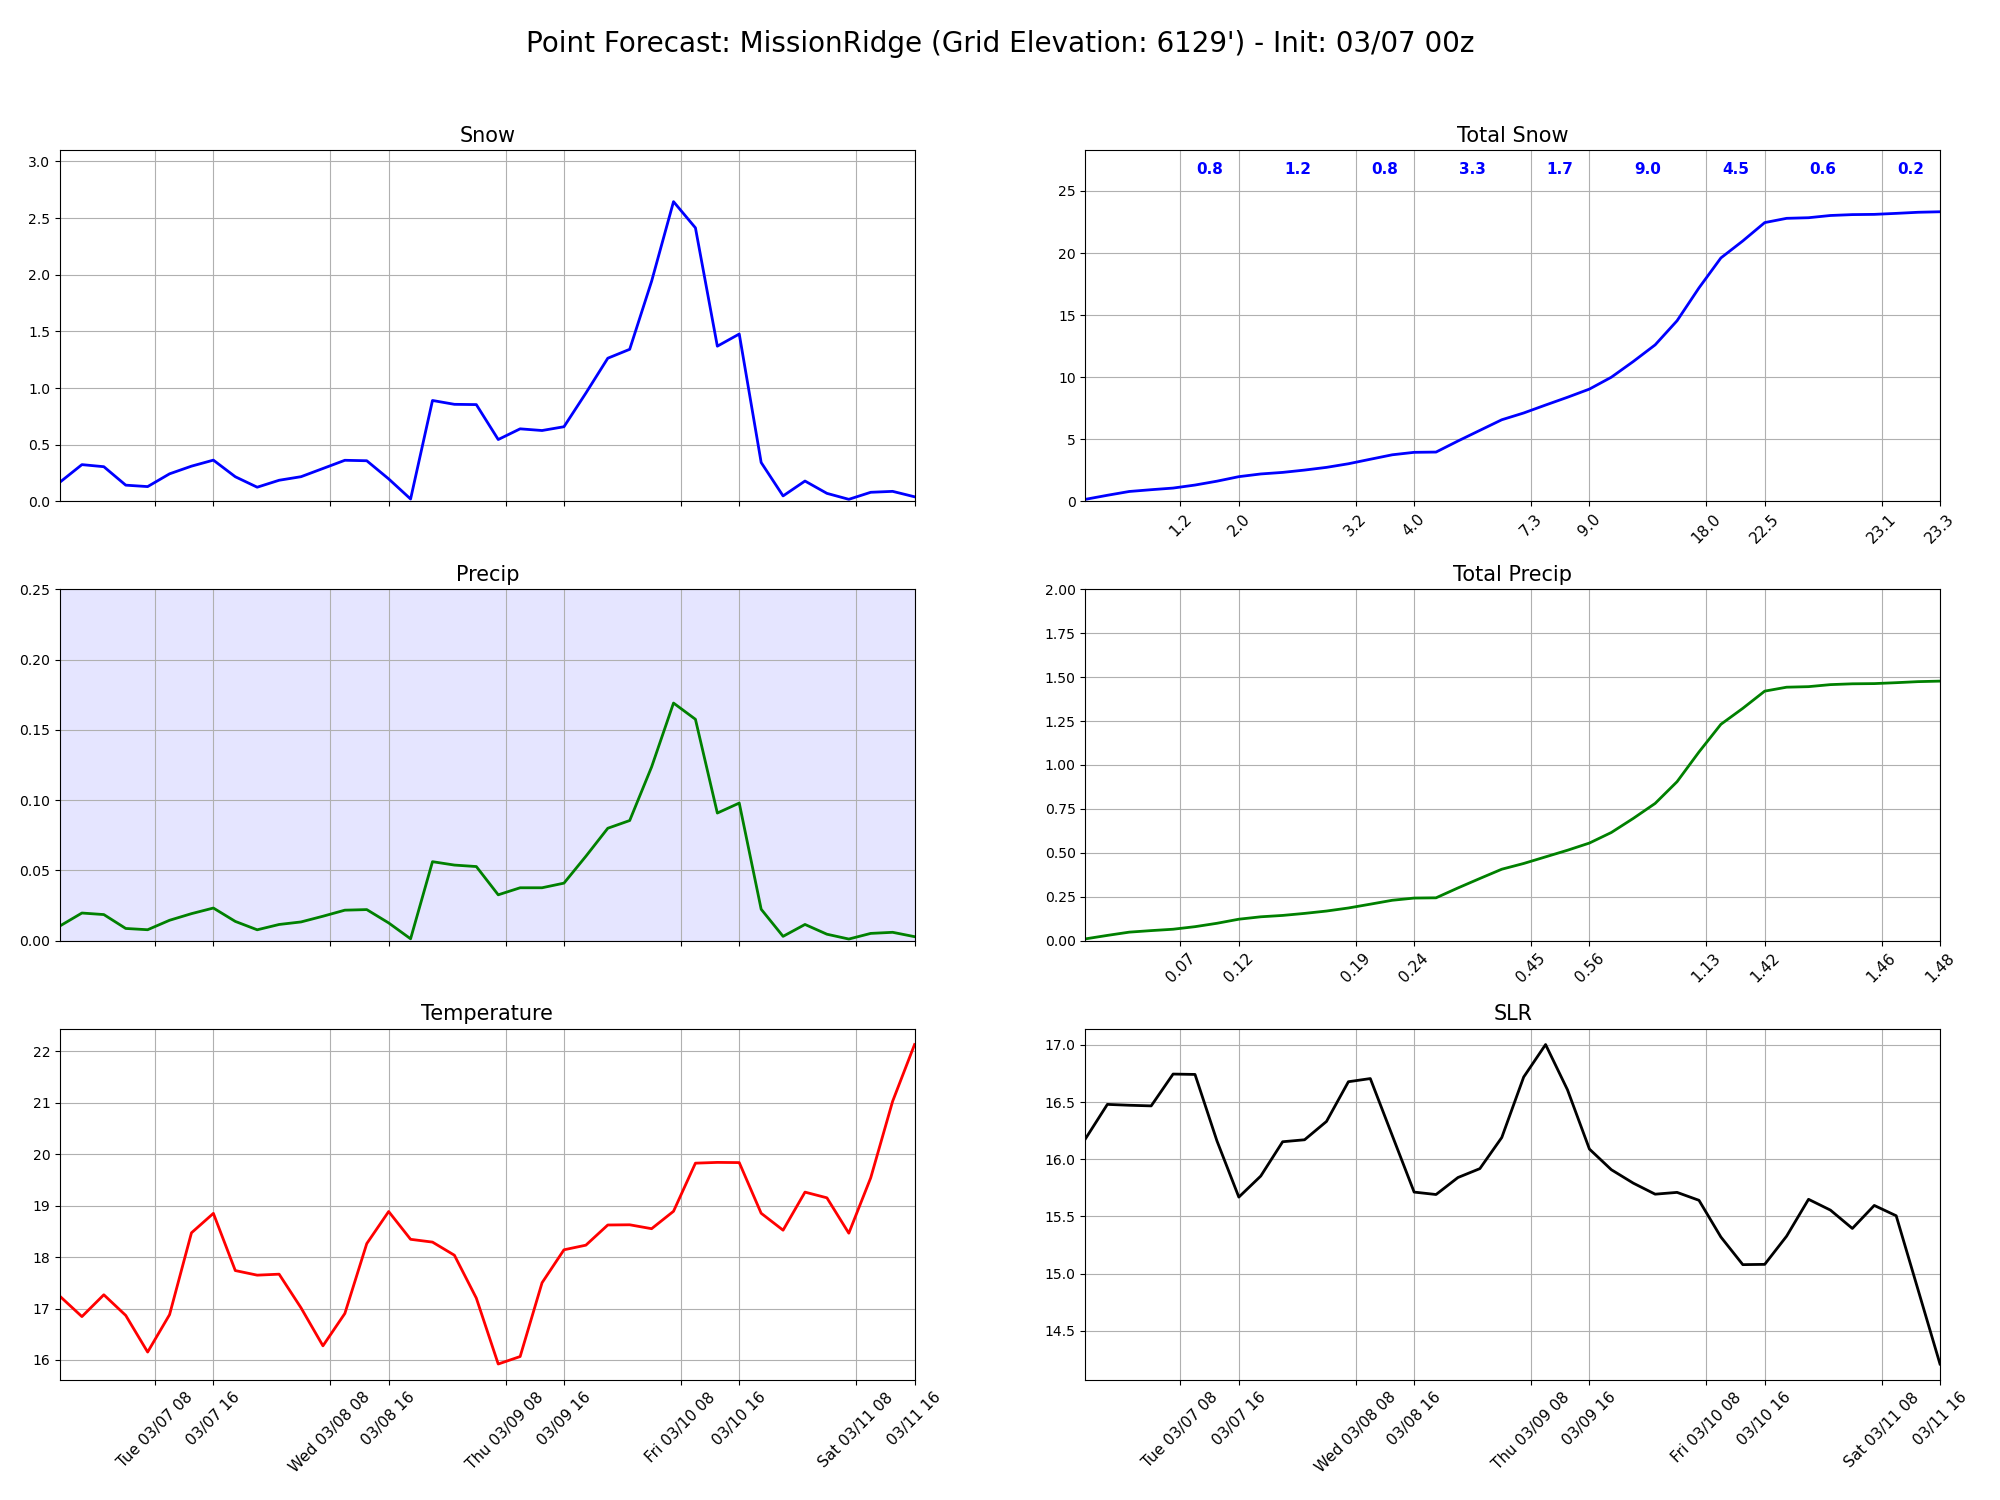 Point Forecast: MissionRidge (Grid Elevation: 6129') - Init: 03/07 00z
Snow
3.0
2.5
2.0
1.5
1.0
0.5
0.0
Total Snow
0.8 1.2 0.8 3.3 1.7 9.0 4.5 0.6 0.2
25
20
15
10
5
0
1.2 2.0 3.2 4.0 7.3 9.0 18.0 22.5 23.1 23.3
Precip
0.25
0.20
0.15
0.10
0.05
0.00
Total Precip
2.00
1.75
1.50
1.25
1.00
0.75
0.50
0.25
0.00
0.07 0.12 0.19 0.24 0.45 0.56 1.13 1.42 1.46 1.48
Temperature
22
21
20
19
18
17
16
Tue 03/07 08
03/07 16
Wed 03/08 08
03/08 16
Thu 03/09 08
03/09 16
Fri 03/10 08
03/10 16
Sat 03/11 08
03/11 16
SLR
17.0
16.5
16.0
15.5
15.0
14.5
Tue 03/07 08
03/07 16
Wed 03/08 08
03/08 16
Thu 03/09 08
03/09 16
Fri 03/10 08
03/10 16
Sat 03/11 08
03/11 16